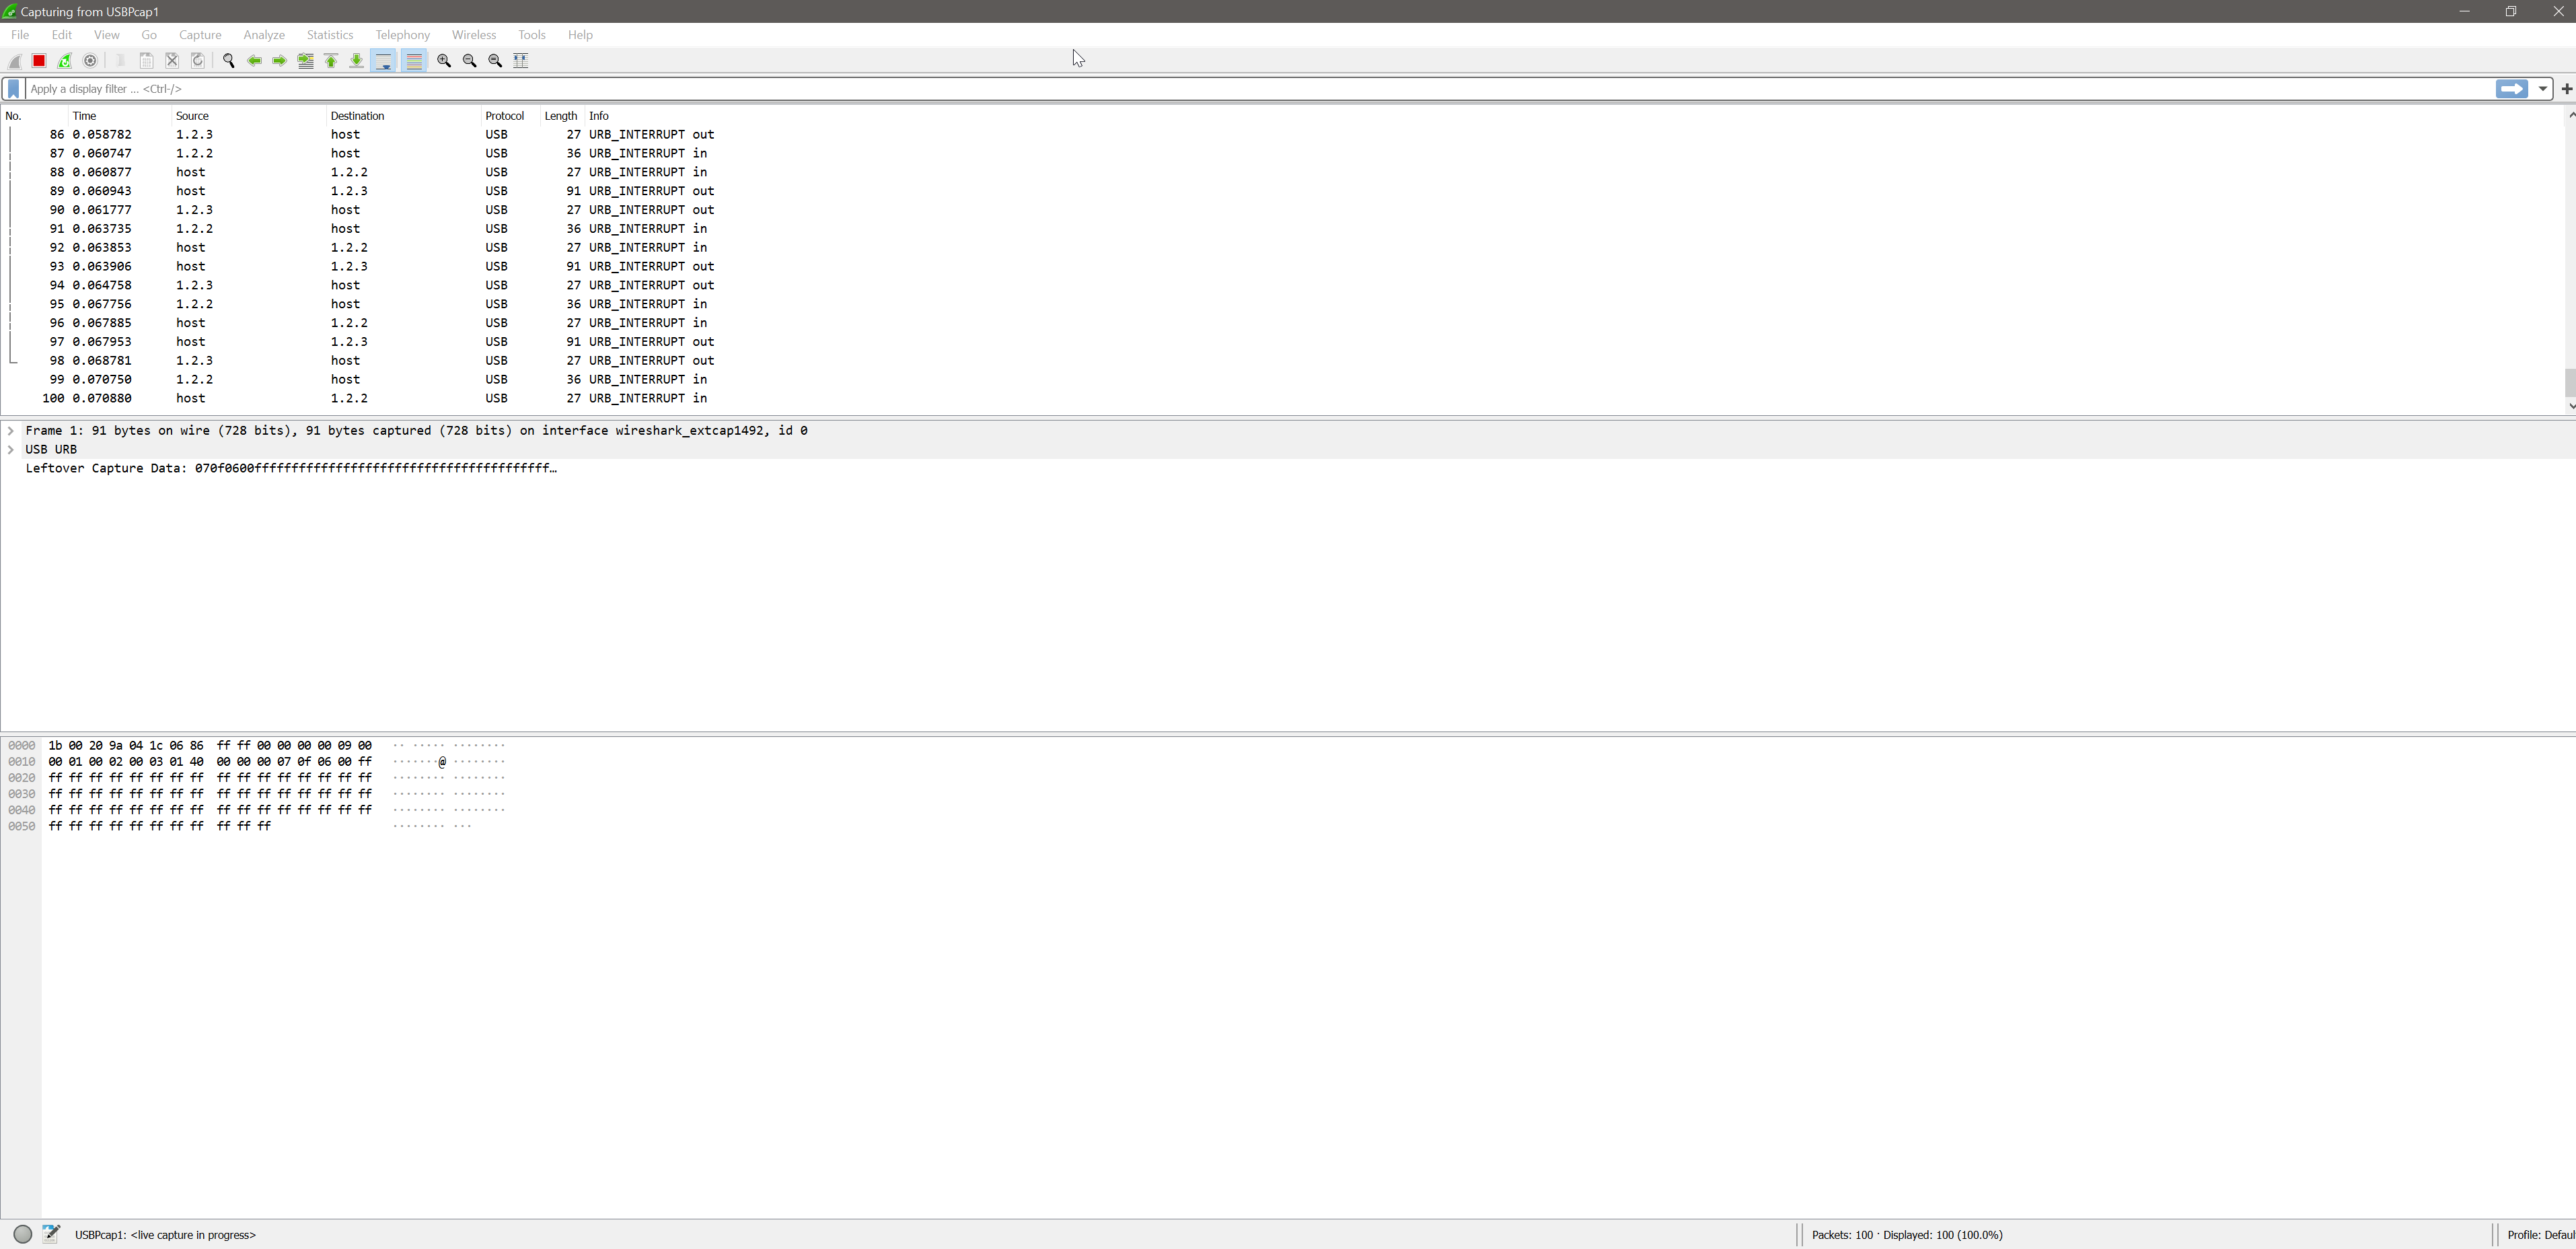 Capturing from USBPcap1
File Edit View Go Capture Analyze Statistics Telephony Wireless Tools Help
Apply a display filter ... <Ctrl-/>
No. Time Source Destination Protocol Length Info
86 0.058782 1.2.3 host USB 27 URB_INTERRUPT out
87 0.060747 1.2.2 host USB 36 URB_INTERRUPT in
88 0.060877 host 1.2.2 USB 27 URB_INTERRUPT in
89 0.060943 host 1.2.3 USB 91 URB_INTERRUPT out
90 0.061777 1.2.3 host USB 27 URB_INTERRUPT out
91 0.063735 1.2.2 host USB 36 URB_INTERRUPT in
92 0.063853 host 1.2.2 USB 27 URB_INTERRUPT in
93 0.063906 host 1.2.3 USB 91 URB_INTERRUPT out
94 0.064758 1.2.3 host USB 27 URB_INTERRUPT out
95 0.067756 1.2.2 host USB 36 URB_INTERRUPT in
96 0.067885 host 1.2.2 USB 27 URB_INTERRUPT in
97 0.067953 host 1.2.3 USB 91 URB_INTERRUPT out
98 0.068781 1.2.3 host USB 27 URB_INTERRUPT out
99 0.070750 1.2.2 host USB 36 URB_INTERRUPT in
100 0.070880 host 1.2.2 USB 27 URB_INTERRUPT in
Frame 1: 91 bytes on wire (728 bits), 91 bytes captured (728 bits) on interface wireshark_extcap1492, id 0
USB URB
Leftover Capture Data: 070f0600ffffffffffffffffffffffffffffffffffffffff…
0000 1b 00 20 9a 04 1c 06 86 ff ff 00 00 00 00 09 00 ·· ····· ········
0010 00 01 00 02 00 03 01 40 00 00 00 07 0f 06 00 ff ·······@ ········
0020 ff ff ff ff ff ff ff ff ff ff ff ff ff ff ff ff ········ ········
0030 ff ff ff ff ff ff ff ff ff ff ff ff ff ff ff ff ········ ········
0040 ff ff ff ff ff ff ff ff ff ff ff ff ff ff ff ff ········ ········
0050 ff ff ff ff ff ff ff ff ff ff ff ········ ···
USBPcap1: <live capture in progress> Packets: 100 · Displayed: 100 (100.0%) Profile: Defaul